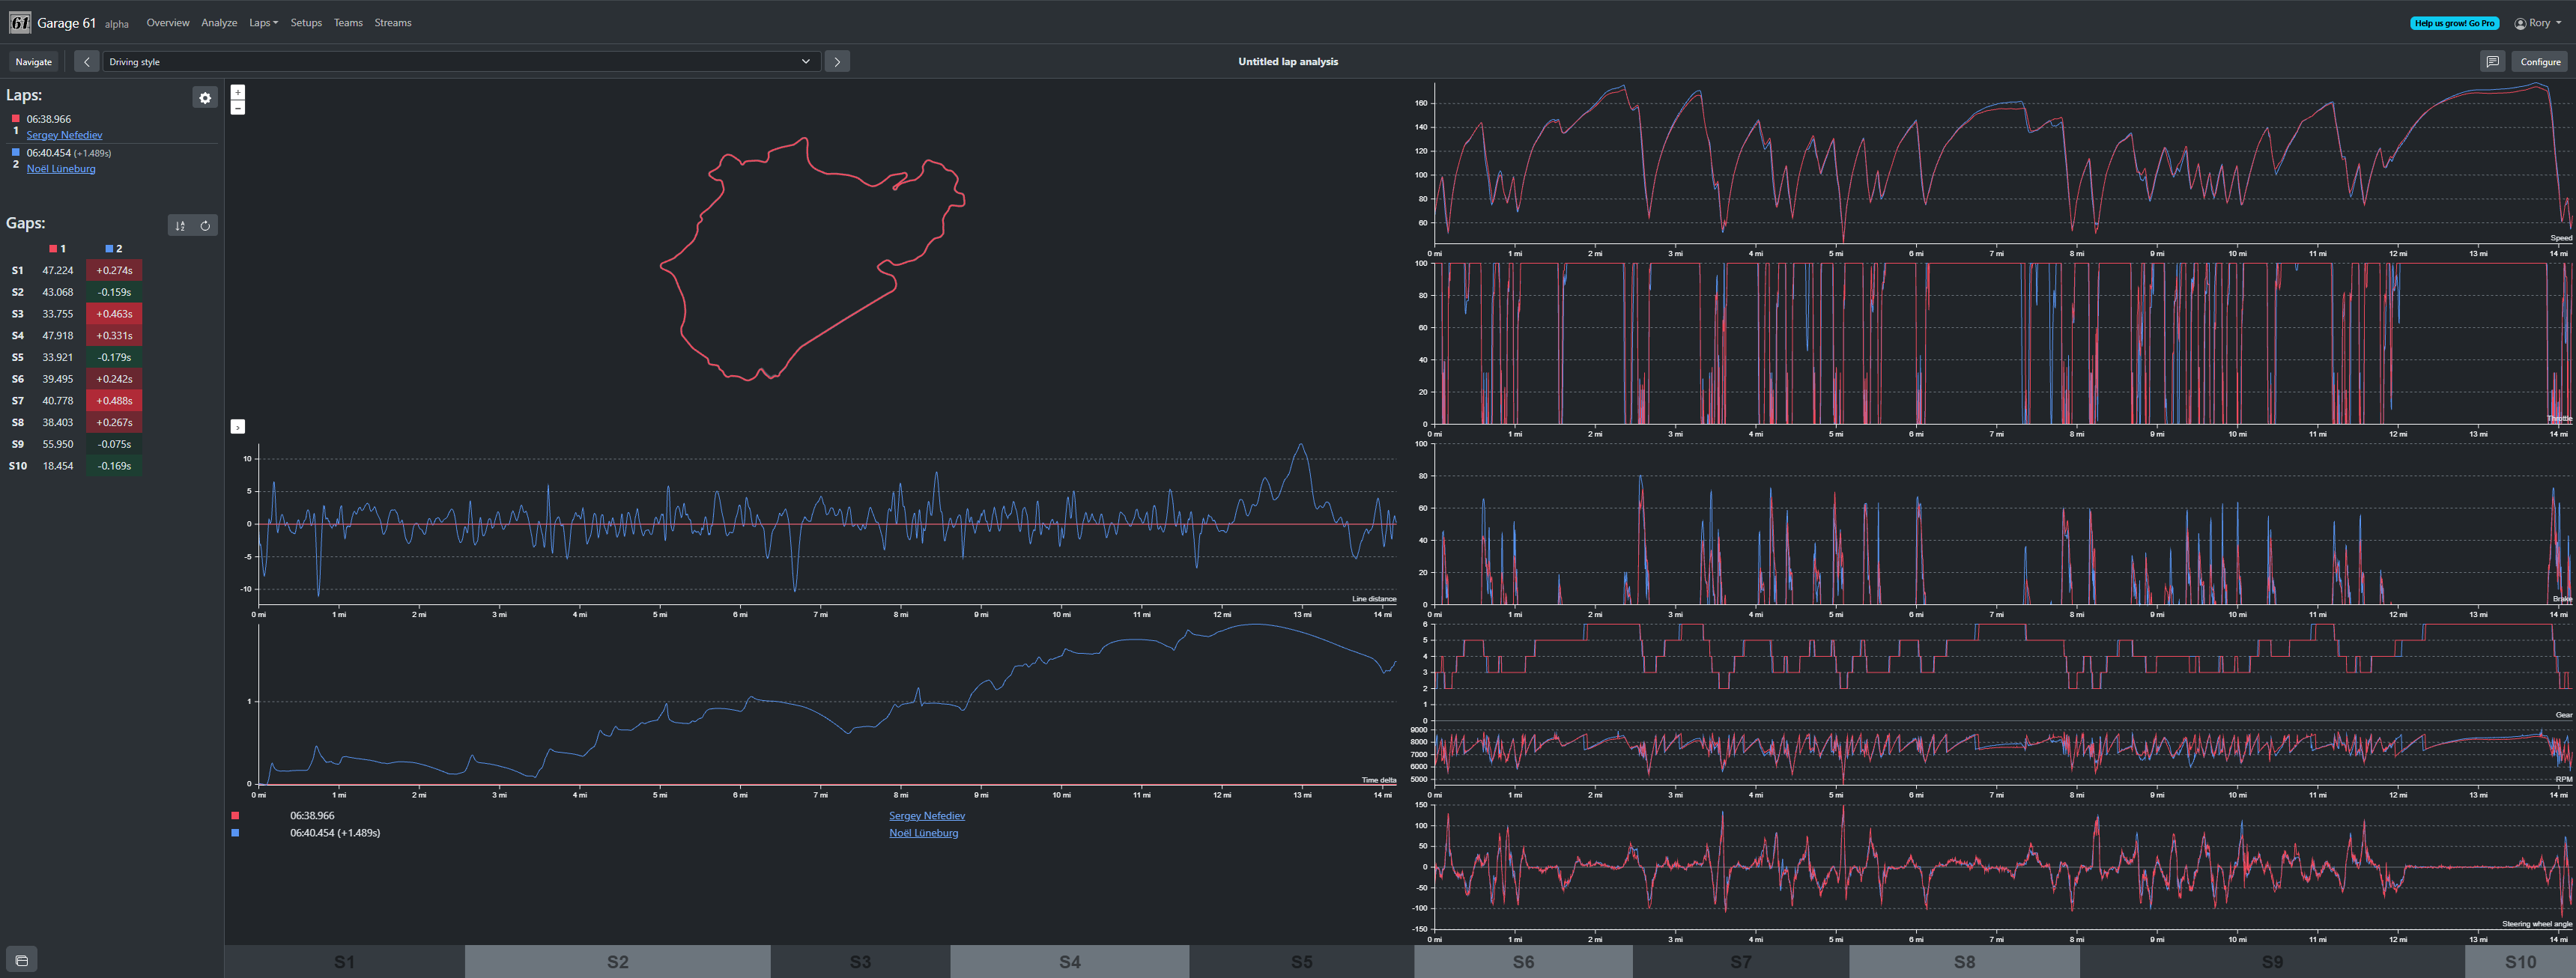 61 Garage 61 alpha Overview Analyze Laps Setups Teams Streams Help us grow! Go Pro Rory
Navigate Driving style Untitled lap analysis Configure
Laps:
06:38.966
1 Sergey Nefediev
06:40.454 (+1.489s)
2 Noël Lüneburg
Gaps:
1 2
S1 47.224 +0.274s
S2 43.068 -0.159s
S3 33.755 +0.463s
S4 47.918 +0.331s
S5 33.921 -0.179s
S6 39.495 +0.242s
S7 40.778 +0.488s
S8 38.403 +0.267s
S9 55.950 -0.075s
S10 18.454 -0.169s
+
−
10
5
0
-5
-10
Line distance
0 mi 1 mi 2 mi 3 mi 4 mi 5 mi 6 mi 7 mi 8 mi 9 mi 10 mi 11 mi 12 mi 13 mi 14 mi
1
0
Time delta
0 mi 1 mi 2 mi 3 mi 4 mi 5 mi 6 mi 7 mi 8 mi 9 mi 10 mi 11 mi 12 mi 13 mi 14 mi
06:38.966 Sergey Nefediev
06:40.454 (+1.489s) Noël Lüneburg
160
140
120
100
80
60
Speed
0 mi 1 mi 2 mi 3 mi 4 mi 5 mi 6 mi 7 mi 8 mi 9 mi 10 mi 11 mi 12 mi 13 mi 14 mi
100
80
60
40
20
0
Throttle
0 mi 1 mi 2 mi 3 mi 4 mi 5 mi 6 mi 7 mi 8 mi 9 mi 10 mi 11 mi 12 mi 13 mi 14 mi
100
80
60
40
20
0
Brake
0 mi 1 mi 2 mi 3 mi 4 mi 5 mi 6 mi 7 mi 8 mi 9 mi 10 mi 11 mi 12 mi 13 mi 14 mi
6
5
4
3
2
1
0
Gear
9000
8000
7000
6000
5000
RPM
0 mi 1 mi 2 mi 3 mi 4 mi 5 mi 6 mi 7 mi 8 mi 9 mi 10 mi 11 mi 12 mi 13 mi 14 mi
150
100
50
0
-50
-100
-150
Steering wheel angle
0 mi 1 mi 2 mi 3 mi 4 mi 5 mi 6 mi 7 mi 8 mi 9 mi 10 mi 11 mi 12 mi 13 mi 14 mi
S1 S2 S3 S4 S5 S6 S7 S8 S9 S10